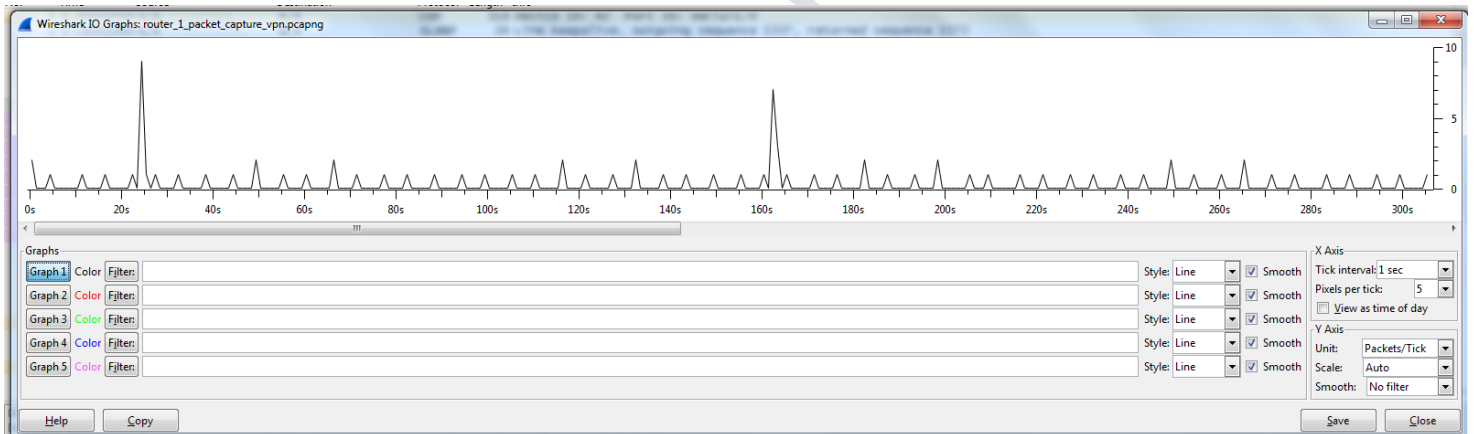 Wireshark IO Graphs: router_1_packet_capture_vpn.pcapng
10
5
0
0s 20s 40s 60s 80s 100s 120s 140s 160s 180s 200s 220s 240s 260s 280s 300s
Graphs
Graph 1 Color Filter: Style: Line Smooth
Graph 2 Color Filter: Style: Line Smooth
Graph 3 Color Filter: Style: Line Smooth
Graph 4 Color Filter: Style: Line Smooth
Graph 5 Color Filter: Style: Line Smooth
X Axis
Tick interval: 1 sec
Pixels per tick: 5
View as time of day
Y Axis
Unit: Packets/Tick
Scale: Auto
Smooth: No filter
Help Copy Save Close